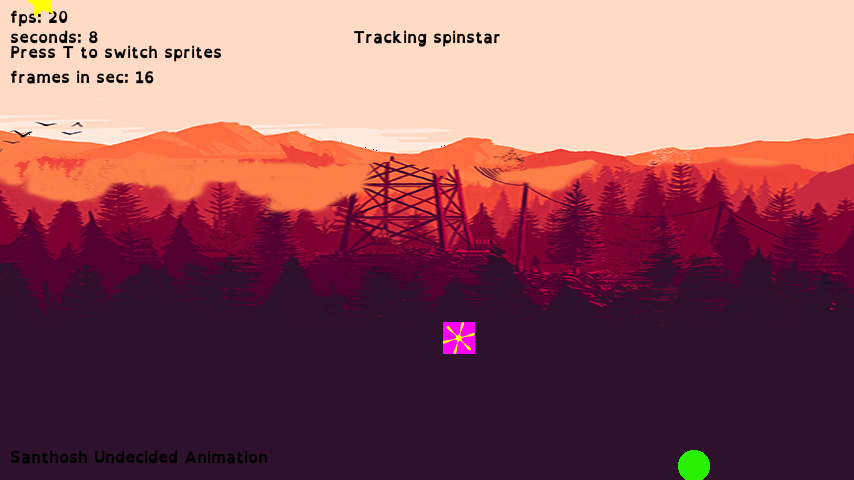 fps: 20
seconds: 8
Tracking spinstar
Press T to switch sprites
frames in sec: 16
Santhosh Undecided Animation